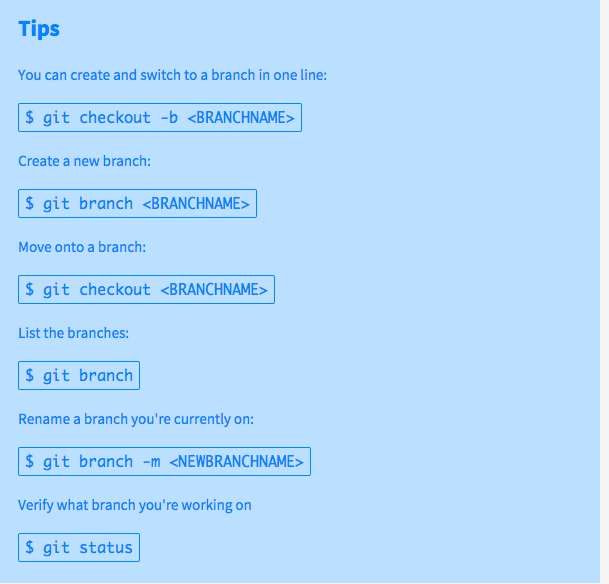 Tips
You can create and switch to a branch in one line:
$ git checkout -b <BRANCHNAME>
Create a new branch:
$ git branch <BRANCHNAME>
Move onto a branch:
$ git checkout <BRANCHNAME>
List the branches:
$ git branch
Rename a branch you're currently on:
$ git branch -m <NEWBRANCHNAME>
Verify what branch you're working on
$ git status